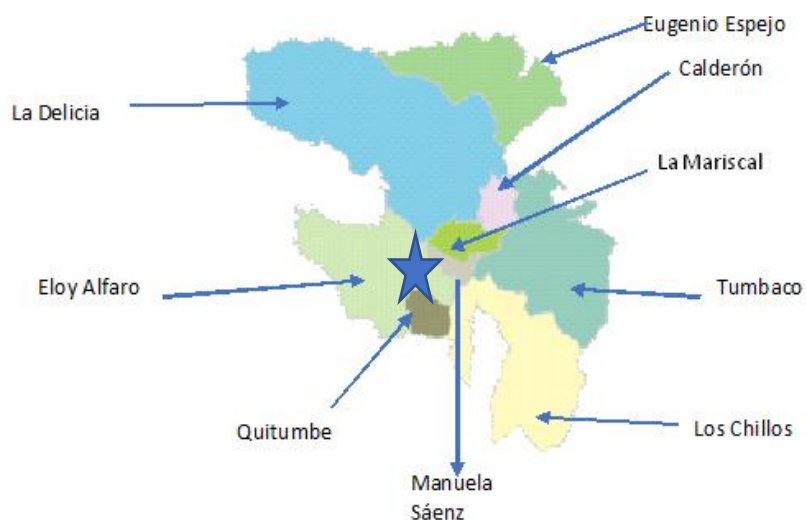 Eugenio Espejo
Calderón
La Delicia
La Mariscal
Eloy Alfaro
Tumbaco
Quitumbe
Los Chillos
Manuela
Sáenz